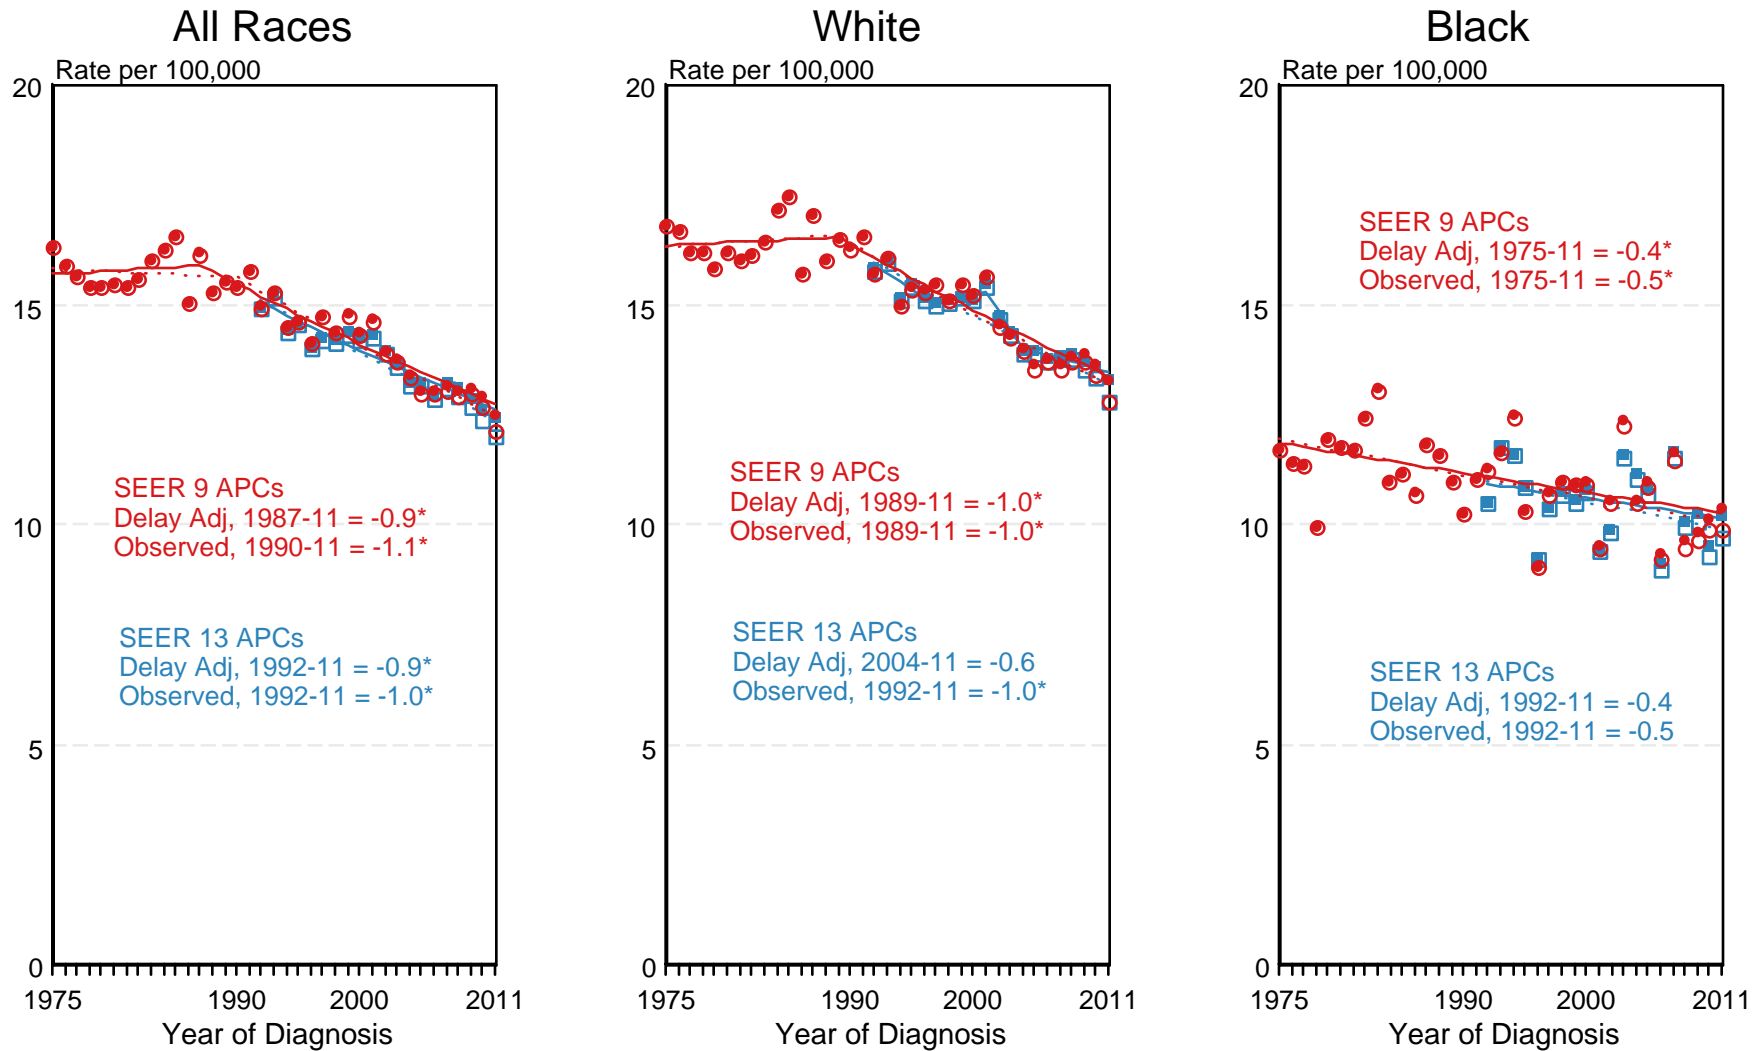 All Races
Rate per 100,000
20
15
10
5
0
SEER 9 APCs
Delay Adj, 1987-11 = -0.9*
Observed, 1990-11 = -1.1*
SEER 13 APCs
Delay Adj, 1992-11 = -0.9*
Observed, 1992-11 = -1.0*
1975 1990 2000 2011
Year of Diagnosis
White
Rate per 100,000
20
15
10
5
0
SEER 9 APCs
Delay Adj, 1989-11 = -1.0*
Observed, 1989-11 = -1.0*
SEER 13 APCs
Delay Adj, 2004-11 = -0.6
Observed, 1992-11 = -1.0*
1975 1990 2000 2011
Year of Diagnosis
Black
Rate per 100,000
20
15
10
5
0
SEER 9 APCs
Delay Adj, 1975-11 = -0.4*
Observed, 1975-11 = -0.5*
SEER 13 APCs
Delay Adj, 1992-11 = -0.4
Observed, 1992-11 = -0.5
1975 1990 2000 2011
Year of Diagnosis